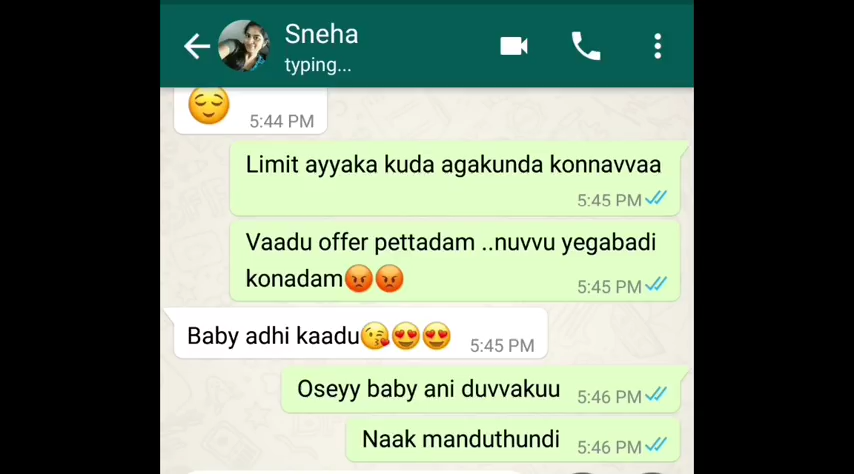 Sneha
typing...
5:44 PM
Limit ayyaka kuda agakunda konnavvaa
5:45 PM
Vaadu offer pettadam ..nuvvu yegabadi
konadam😡😡
5:45 PM
Baby adhi kaadu😘😍😍 5:45 PM
Oseyy baby ani duvvakuu 5:46 PM
Naak manduthundi 5:46 PM